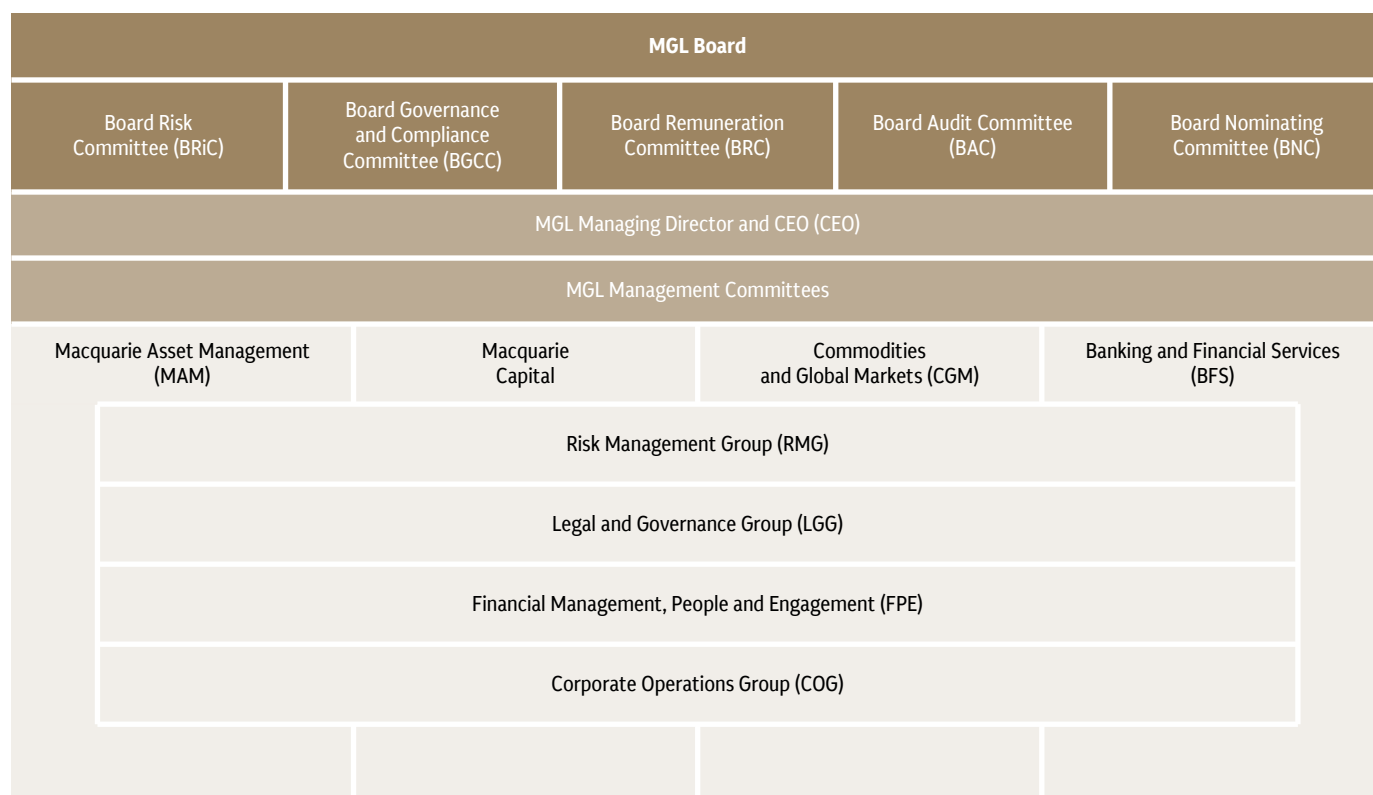 MGL Board
Board Risk
Committee (BRiC)
Board Governance
and Compliance
Committee (BGCC)
Board Remuneration
Committee (BRC)
Board Audit Committee
(BAC)
Board Nominating
Committee (BNC)
MGL Managing Director and CEO (CEO)
MGL Management Committees
Macquarie Asset Management
(MAM)
Macquarie
Capital
Commodities
and Global Markets (CGM)
Banking and Financial Services
(BFS)
Risk Management Group (RMG)
Legal and Governance Group (LGG)
Financial Management, People and Engagement (FPE)
Corporate Operations Group (COG)